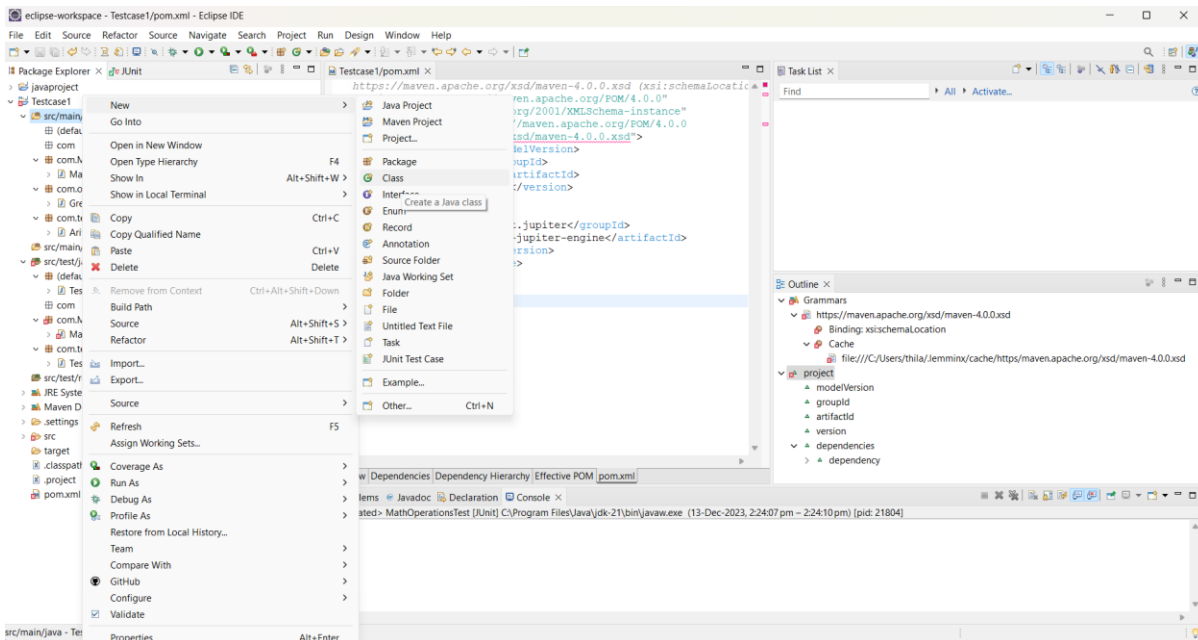 eclipse-workspace - Testcase1/pom.xml - Eclipse IDE
File Edit Source Refactor Source Navigate Search Project Run Design Window Help
Package Explorer
JUnit
javaproject
Testcase1
src/main/
(defau
com
com.M
Ma
com.o
Gre
com.te
Ari
src/main/
src/test/j
(defau
Tes
com
com.M
Ma
com.te
Tes
src/test/r
JRE Syste
Maven D
.settings
src
target
.classpath
.project
pom.xml
New
Go Into
Open in New Window
Open Type Hierarchy F4
Show In Alt+Shift+W >
Show in Local Terminal
Copy Ctrl+C
Copy Qualified Name
Paste Ctrl+V
Delete Delete
Remove from Context Ctrl+Alt+Shift+Down
Build Path
Source Alt+Shift+S >
Refactor Alt+Shift+T >
Import...
Export...
Source
Refresh F5
Assign Working Sets...
Coverage As
Run As
Debug As
Profile As
Restore from Local History...
Team
Compare With
GitHub
Configure
Validate
Properties Alt+Enter
Java Project
Maven Project
Project...
Package
Class
Interface
Create a Java class
Enum
Record
Annotation
Source Folder
Java Working Set
Folder
File
Untitled Text File
Task
JUnit Test Case
Example...
Other... Ctrl+N
Testcase1/pom.xml
https://maven.apache.org/xsd/maven-4.0.0.xsd (xsi:schemaLocatic
ven.apache.org/POM/4.0.0"
org/2001/XMLSchema-instance"
/maven.apache.org/POM/4.0.0
xsd/maven-4.0.0.xsd">
delVersion>
upId>
rtifactId>
</version>
t.jupiter</groupId>
-jupiter-engine</artifactId>
rsion>
>
w Dependencies Dependency Hierarchy Effective POM pom.xml
Task List
Find All Activate...
Outline
Grammars
https://maven.apache.org/xsd/maven-4.0.0.xsd
Binding: xsi:schemaLocation
Cache
file:///C:/Users/thila/.lemminx/cache/https/maven.apache.org/xsd/maven-4.0.0.xsd
project
modelVersion
groupId
artifactId
version
dependencies
dependency
lems Javadoc Declaration Console
ated> MathOperationsTest [JUnit] C:\Program Files\Java\jdk-21\bin\javaw.exe (13-Dec-2023, 2:24:07 pm – 2:24:10 pm) [pid: 21804]
src/main/java - Tes